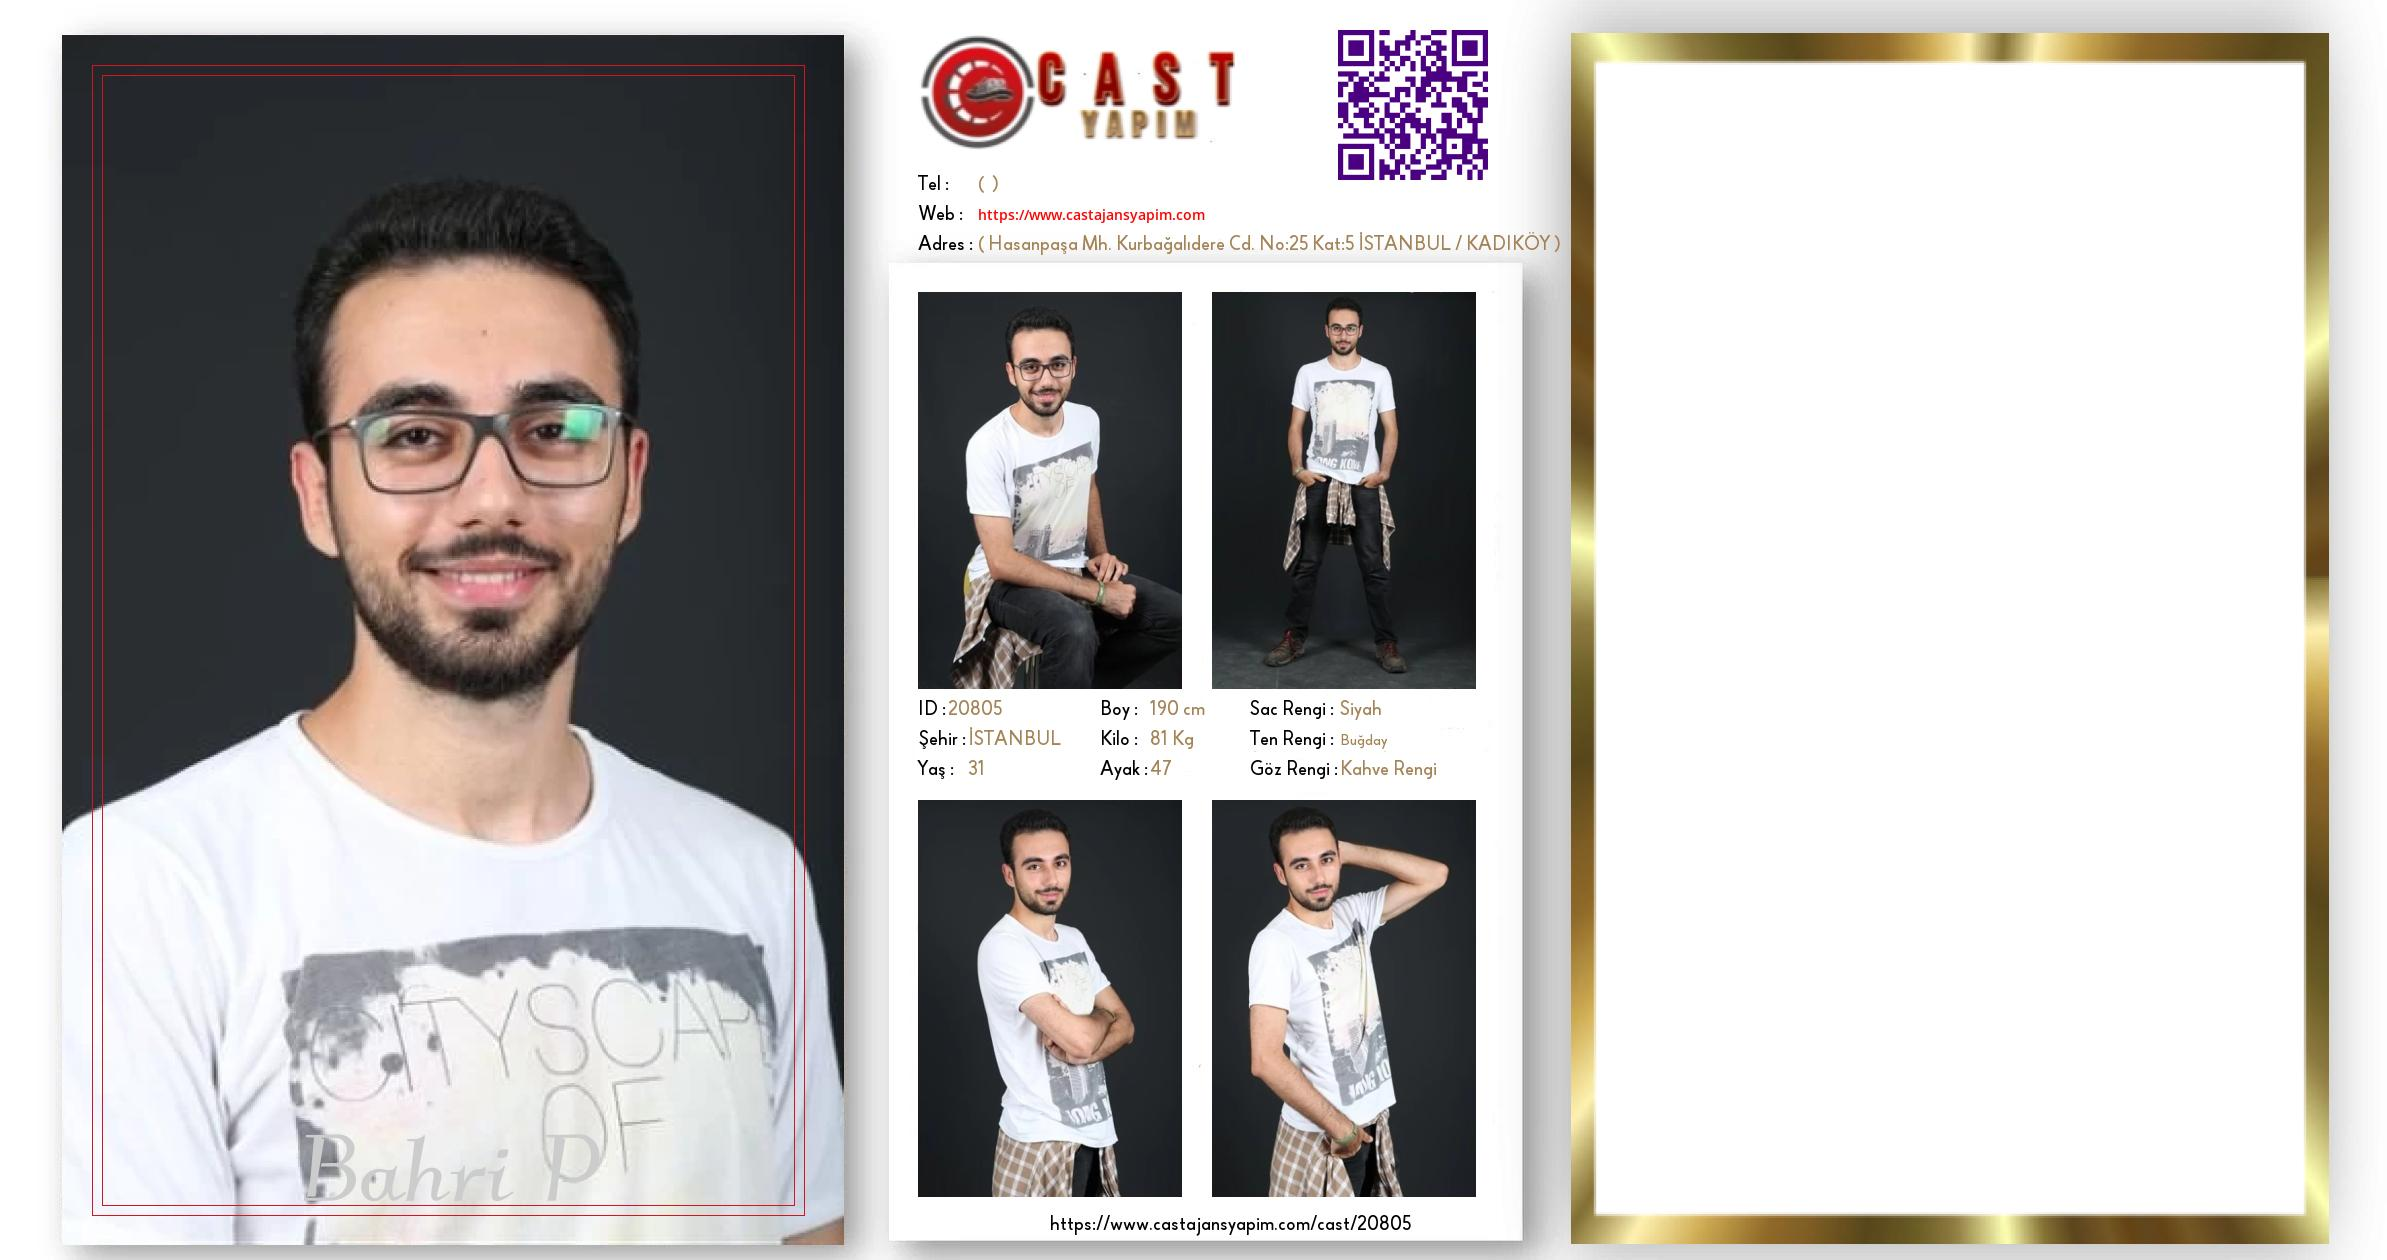 CITYSCAP
OF
Bahri P
CAST
YAPIM
Tel : ( )
Web : https://www.castajansyapim.com
Adres : ( Hasanpaşa Mh. Kurbağalıdere Cd. No:25 Kat:5 İSTANBUL / KADIKÖY )
ID : 20805 Boy : 190 cm Sac Rengi : Siyah
Şehir : İSTANBUL Kilo : 81 Kg Ten Rengi : Buğday
Yaş : 31 Ayak : 47 Göz Rengi : Kahve Rengi
https://www.castajansyapim.com/cast/20805